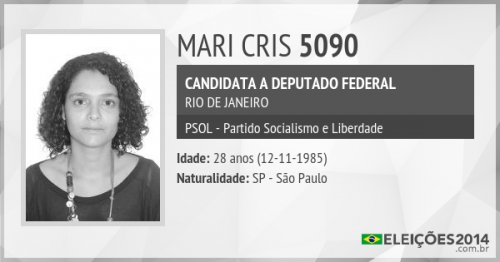 MARI CRIS 5090
CANDIDATA A DEPUTADO FEDERAL
RIO DE JANEIRO
PSOL - Partido Socialismo e Liberdade
Idade: 28 anos (12-11-1985)
Naturalidade: SP - São Paulo
ELEIÇÕES2014
.com.br